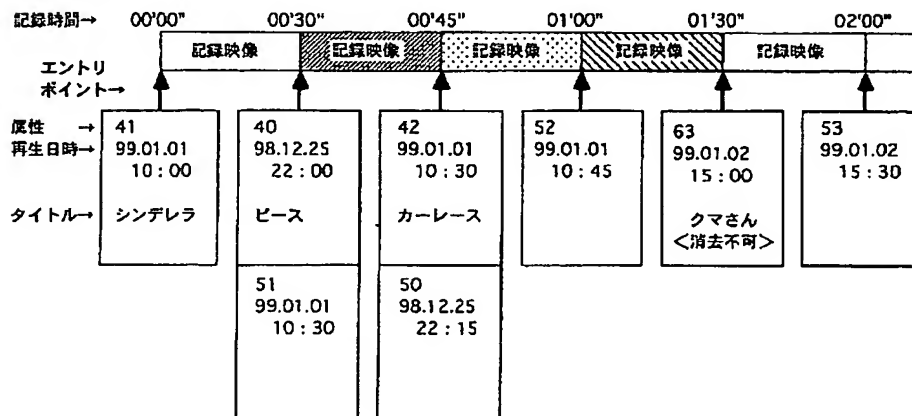 記録時間→ 00'00" 00'30" 00'45" 01'00" 01'30" 02'00"
記録映像 記録映像 記録映像 記録映像 記録映像
エントリ
ポイント→
属性 → 41 40 42 52 63 53
再生日時→ 99.01.01 98.12.25 99.01.01 99.01.01 99.01.02 99.01.02
10:00 22:00 10:30 10:45 15:00 15:30
タイトル→ シンデレラ ピース カーレース クマさん
<消去不可>
51 50
99.01.01 98.12.25
10:30 22:15